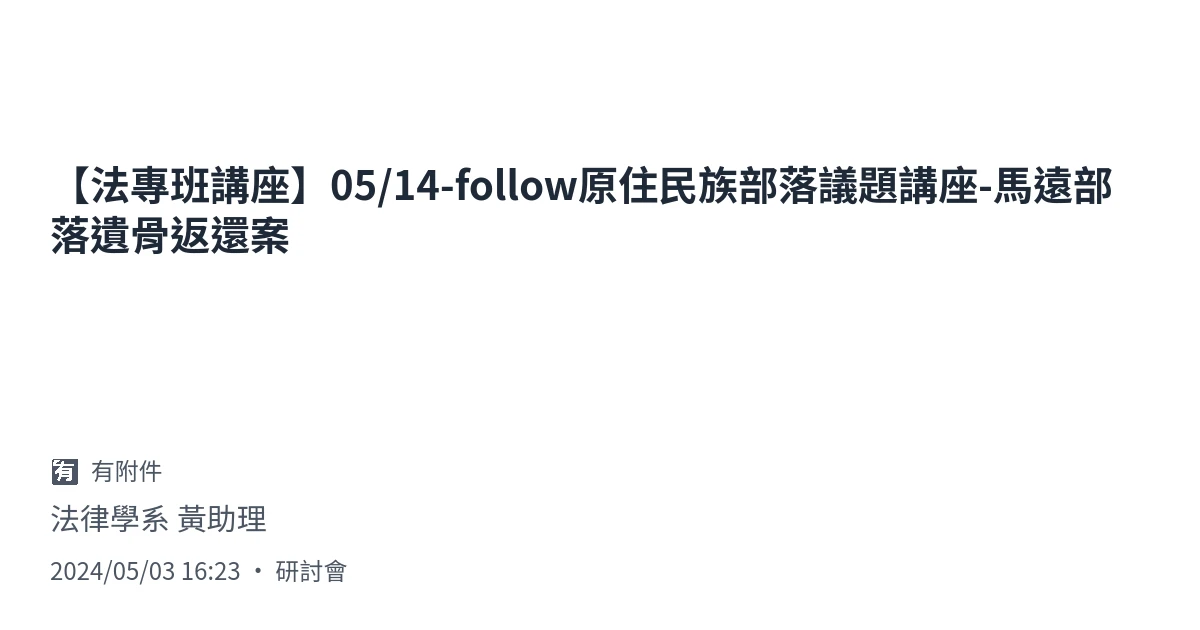 【法專班講座】05/14-follow原住民族部落議題講座-馬遠部
落遺骨返還案
有 有附件
法律學系 黃助理
2024/05/03 16:23 • 研討會